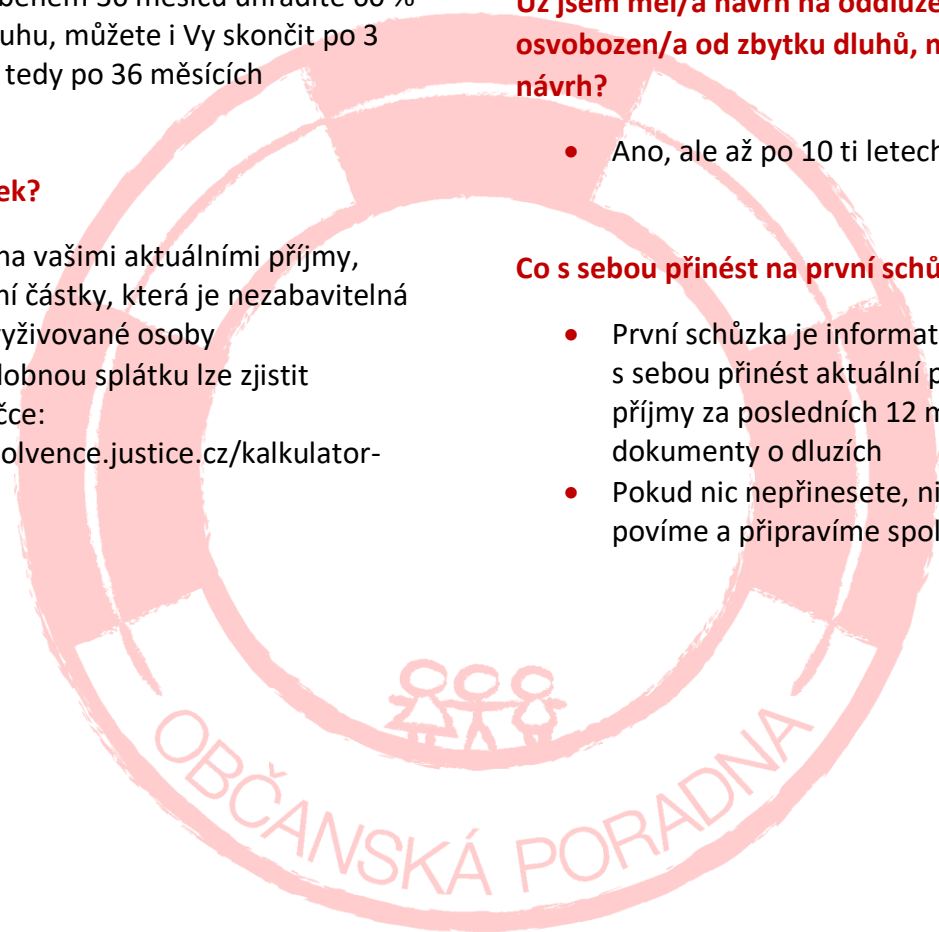 během 36 měsíců uhradíte 60 %
uhu, můžete i Vy skončit po 3
tedy po 36 měsících
ek?
na vašimi aktuálními příjmy,
ní částky, která je nezabavitelná
yživované osoby
dobnou splátku lze zjistit
čce:
olvence.justice.cz/kalkulator-
Už jsem měl/a návrh na oddluže
osvobozen/a od zbytku dluhů, m
návrh?
• Ano, ale až po 10 ti letech
Co s sebou přinést na první schů
• První schůzka je informat
s sebou přinést aktuální p
příjmy za posledních 12 m
dokumenty o dluzích
• Pokud nic nepřinesete, ni
povíme a připravíme spol
OBČANSKÁ PORADNA